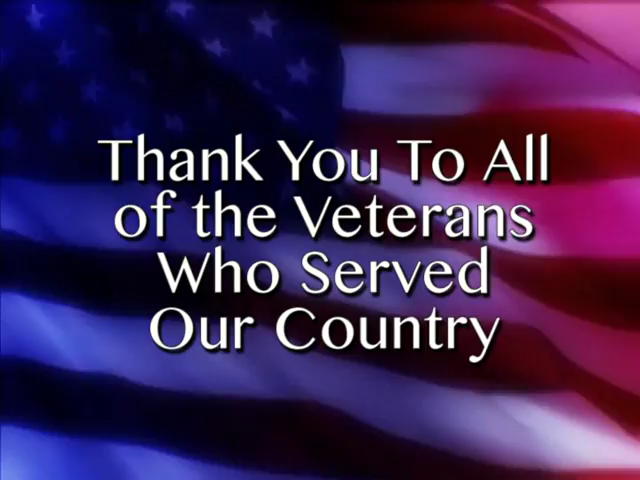 Thank You To All
of the Veterans
Who Served
Our Country